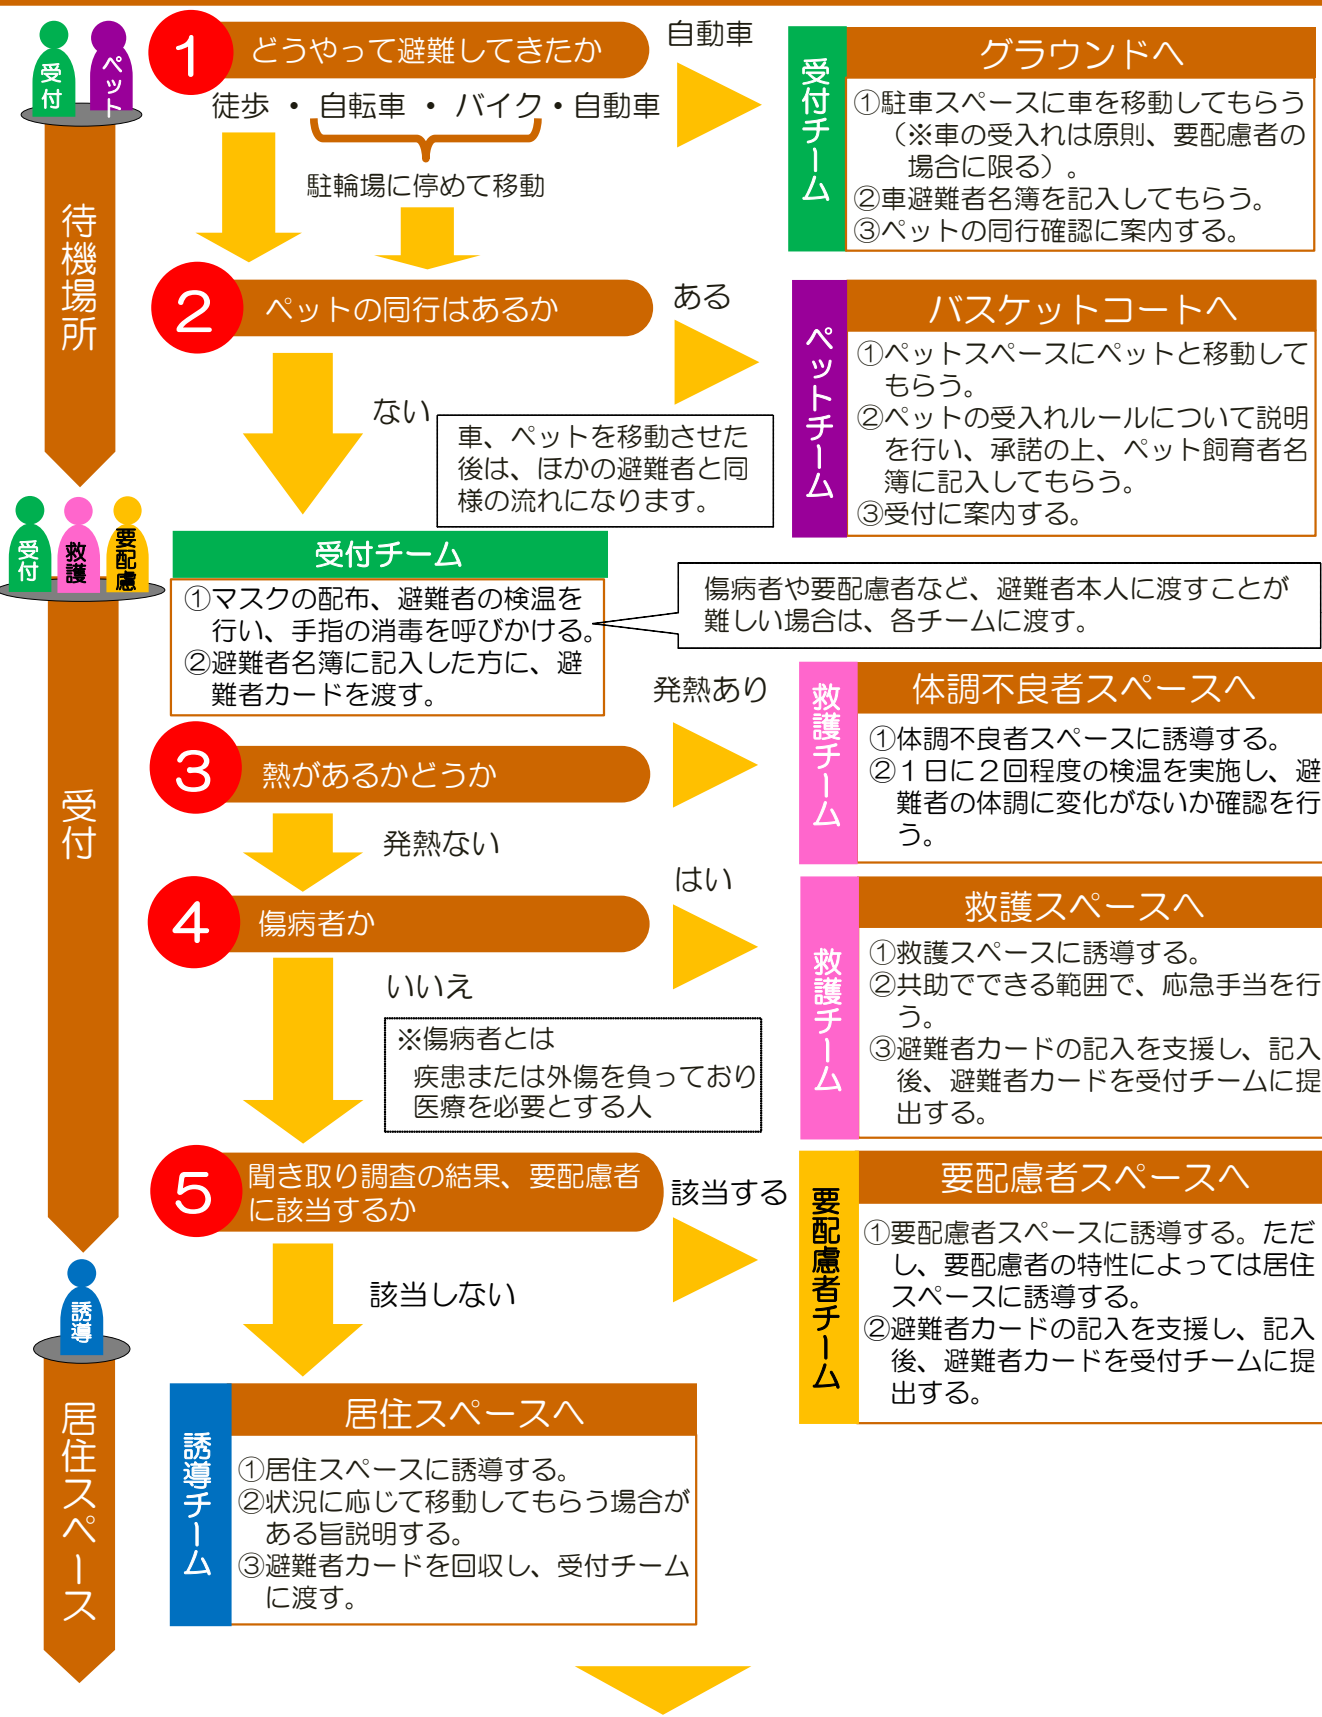 受付
ペット
待機場所
1
どうやって避難してきたか
自動車
徒歩 ・ 自転車 ・ バイク・自動車
駐輪場に停めて移動
受付チーム
グラウンドへ
①駐車スペースに車を移動してもらう
（※車の受入れは原則、要配慮者の
場合に限る）。
②車避難者名簿を記入してもらう。
③ペットの同行確認に案内する。
2
ペットの同行はあるか
ある
ない
車、ペットを移動させた
後は、ほかの避難者と同
様の流れになります。
ペットチーム
バスケットコートへ
①ペットスペースにペットと移動して
もらう。
②ペットの受入れルールについて説明
を行い、承諾の上、ペット飼育者名
簿に記入してもらう。
③受付に案内する。
受付
救護
要配慮
受付
受付チーム
①マスクの配布、避難者の検温を
行い、手指の消毒を呼びかける。
②避難者名簿に記入した方に、避
難者カードを渡す。
傷病者や要配慮者など、避難者本人に渡すことが
難しい場合は、各チームに渡す。
3
熱があるかどうか
発熱あり
発熱ない
救護チーム
体調不良者スペースへ
①体調不良者スペースに誘導する。
②１日に２回程度の検温を実施し、避
難者の体調に変化がないか確認を行
う。
4
傷病者か
はい
いいえ
※傷病者とは
疾患または外傷を負っており
医療を必要とする人
救護チーム
救護スペースへ
①救護スペースに誘導する。
②共助でできる範囲で、応急手当を行
う。
③避難者カードの記入を支援し、記入
後、避難者カードを受付チームに提
出する。
5
聞き取り調査の結果、要配慮者
に該当するか
該当する
該当しない
要配慮者チーム
要配慮者スペースへ
①要配慮者スペースに誘導する。ただ
し、要配慮者の特性によっては居住
スペースに誘導する。
②避難者カードの記入を支援し、記入
後、避難者カードを受付チームに提
出する。
誘導
居住スペース
誘導チーム
居住スペースへ
①居住スペースに誘導する。
②状況に応じて移動してもらう場合が
ある旨説明する。
③避難者カードを回収し、受付チーム
に渡す。